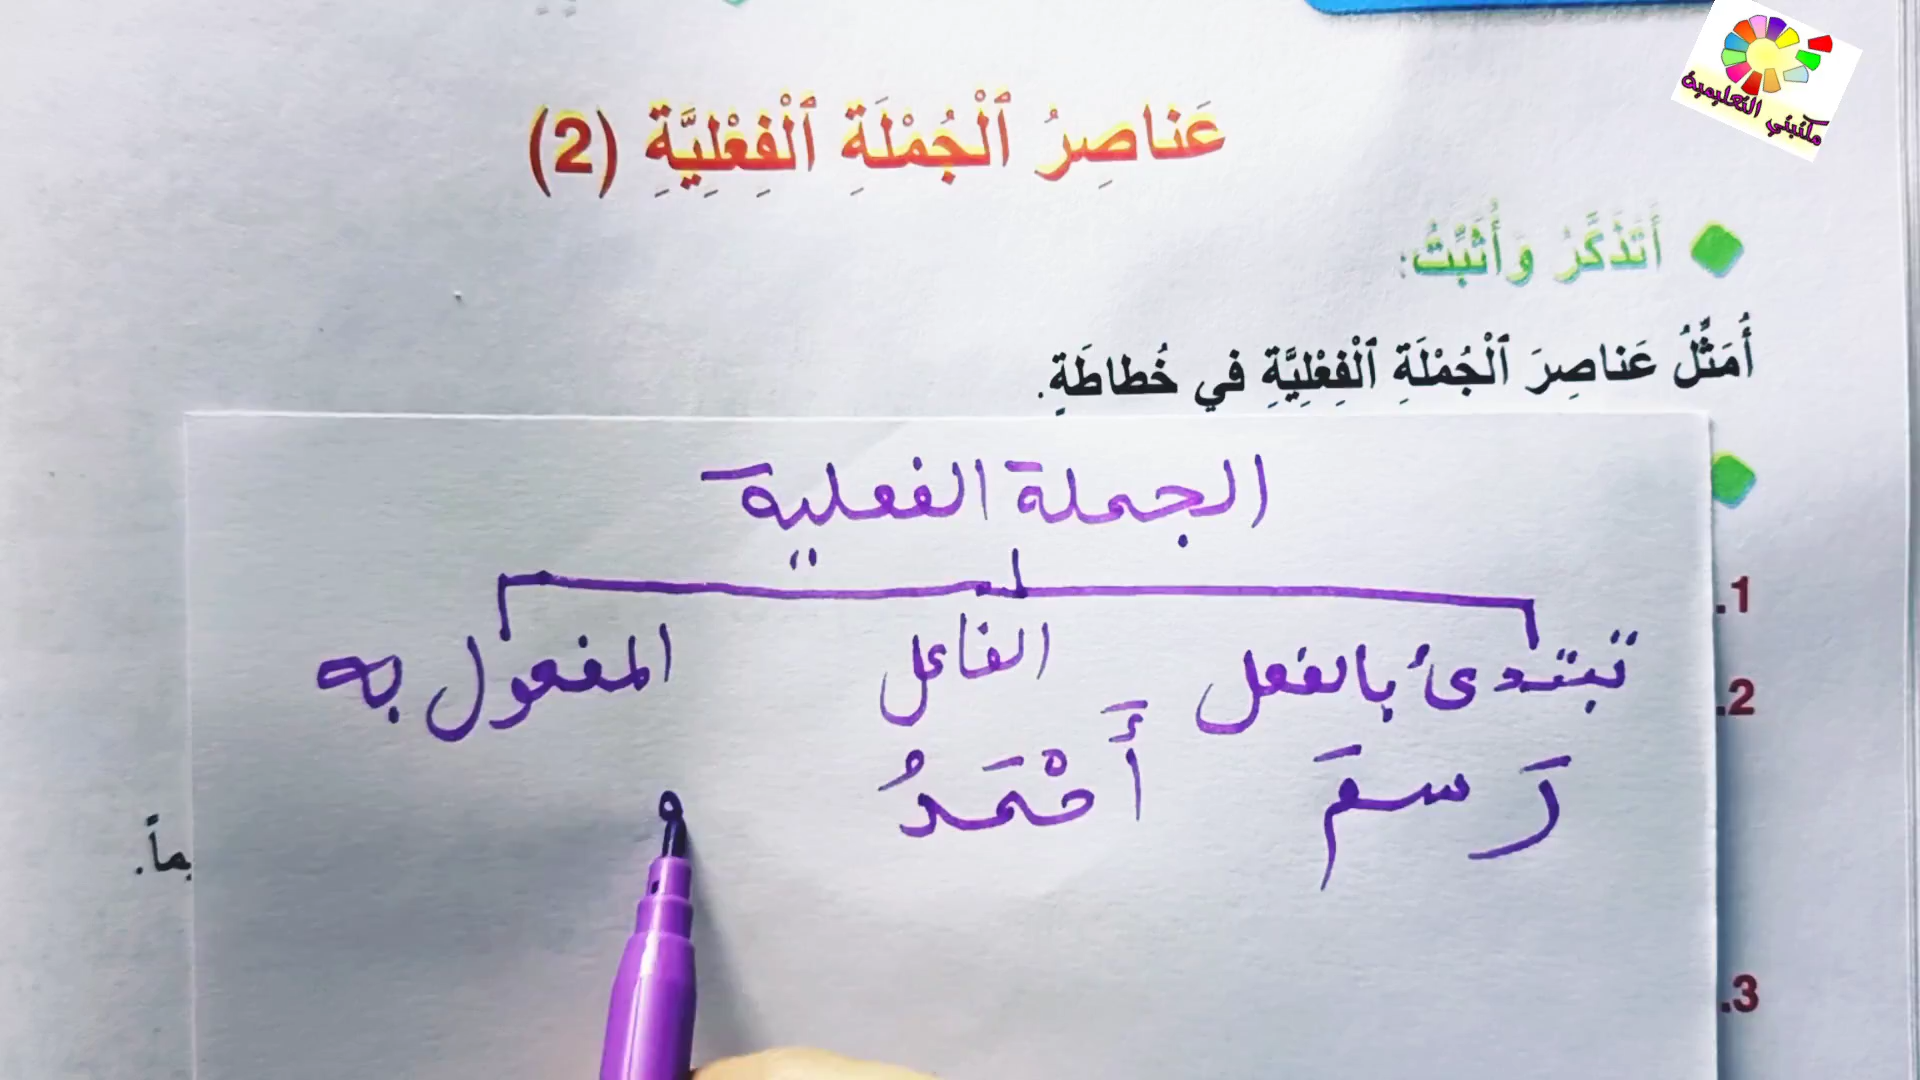 مكتبتي التعليمية
عَناصِرُ ٱلْجُمْلَةِ ٱلْفِعْلِيَّةِ (2)
أَتَذَكَّرُ وَأُثَبِّتُ:
أُمَثِّلُ عَناصِرَ ٱلْجُمْلَةِ ٱلْفِعْلِيَّةِ في خُطاطَةٍ.
الجملة الفعلية
تبتدئ بالفعل الفاعل المفعول به
رَسمَ أَحْمَدُ
1.
2.
3.